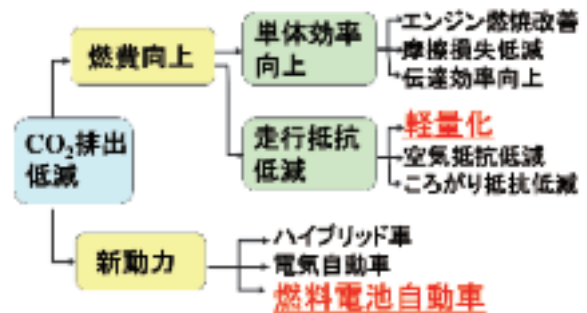 CO₂排出
低減
燃費向上
単体効率
向上
エンジン燃焼改善
摩擦損失低減
伝達効率向上
走行抵抗
低減
軽量化
空気抵抗低減
ころがり抵抗低減
新動力
ハイブリッド車
電気自動車
燃料電池自動車